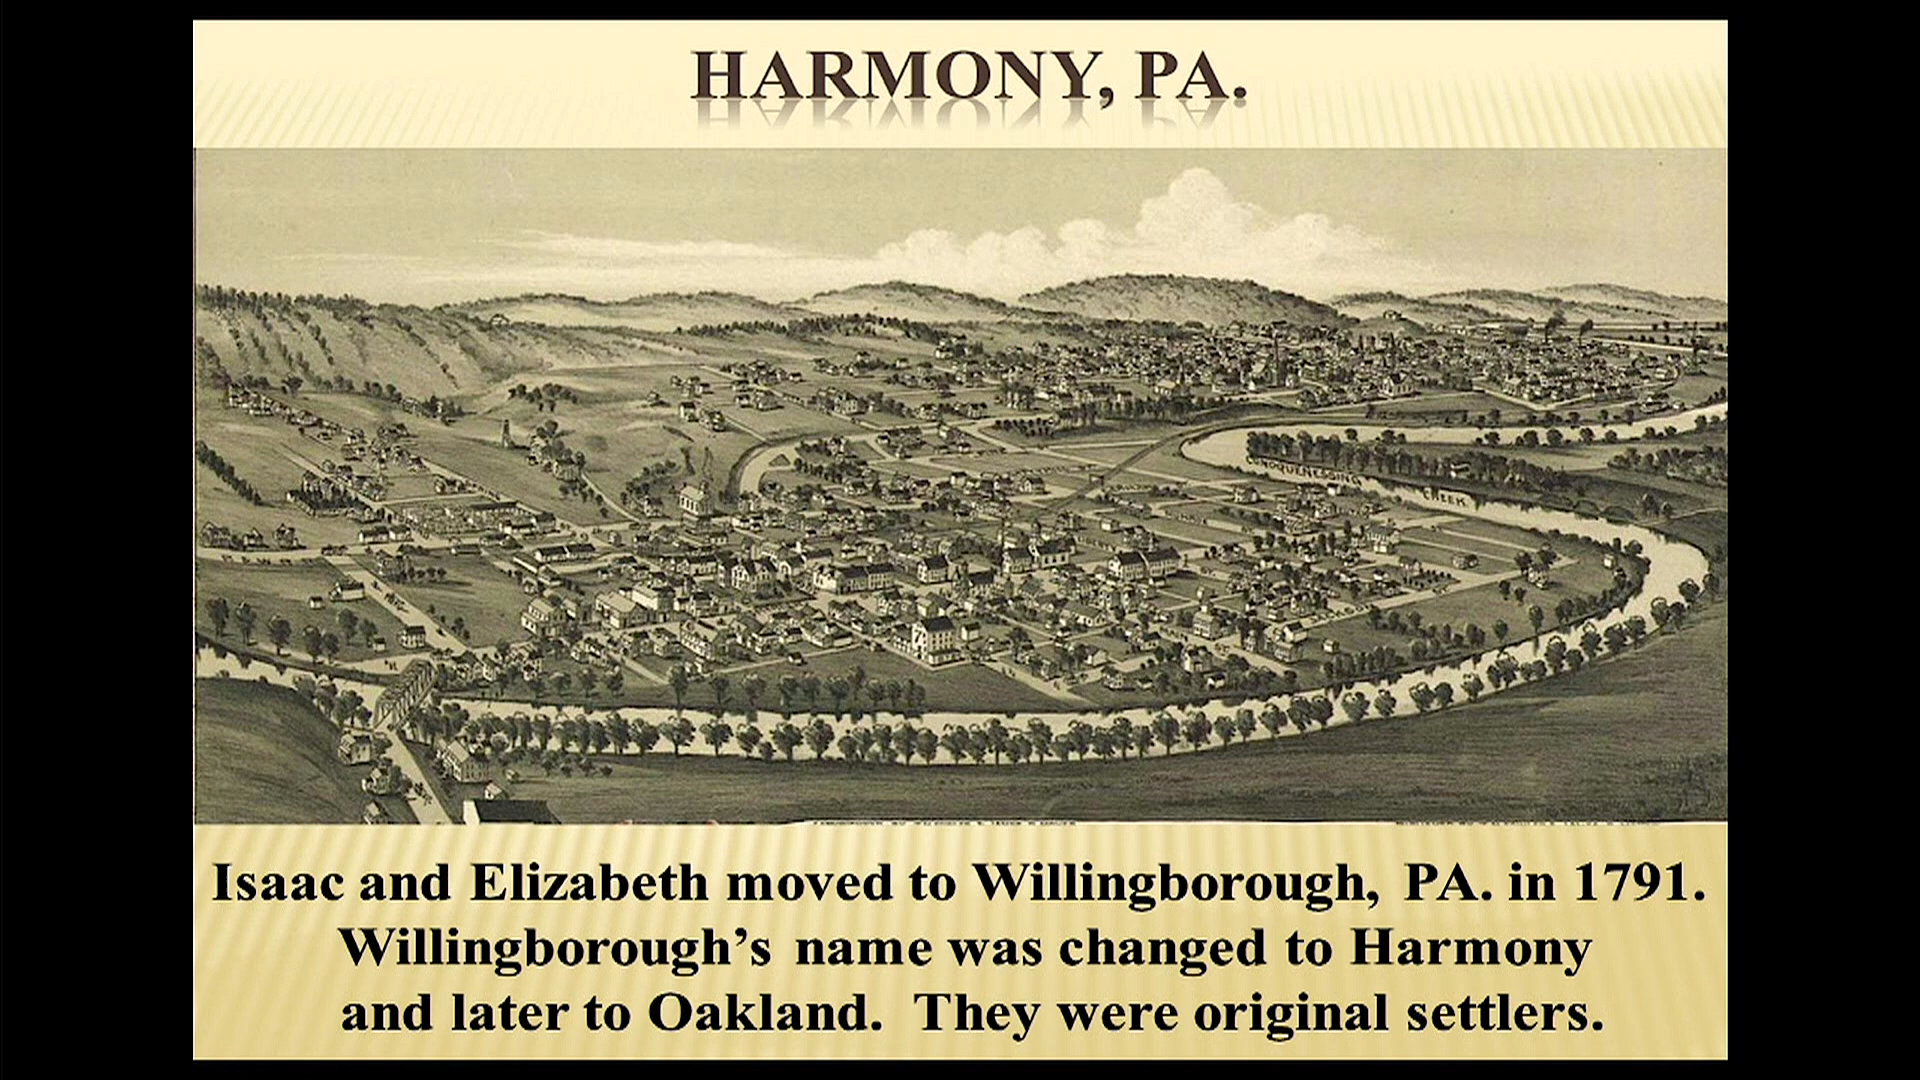 HARMONY, PA.
CONOQUENESSING CREEK
Isaac and Elizabeth moved to Willingborough, PA. in 1791.
Willingborough's name was changed to Harmony
and later to Oakland. They were original settlers.